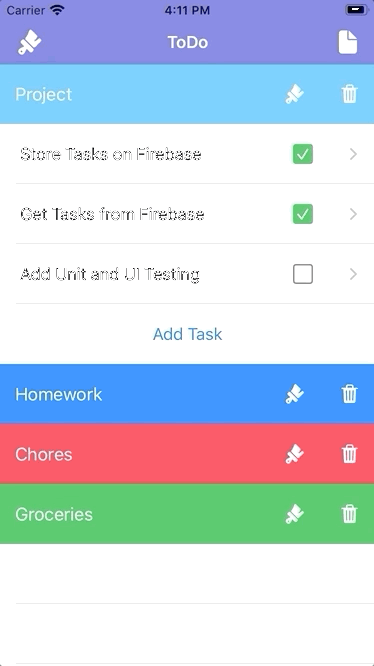 Carrier 4:11 PM
ToDo
Project
Store Tasks on Firebase
Get Tasks from Firebase
Add Unit and UI Testing
Add Task
Homework
Chores
Groceries